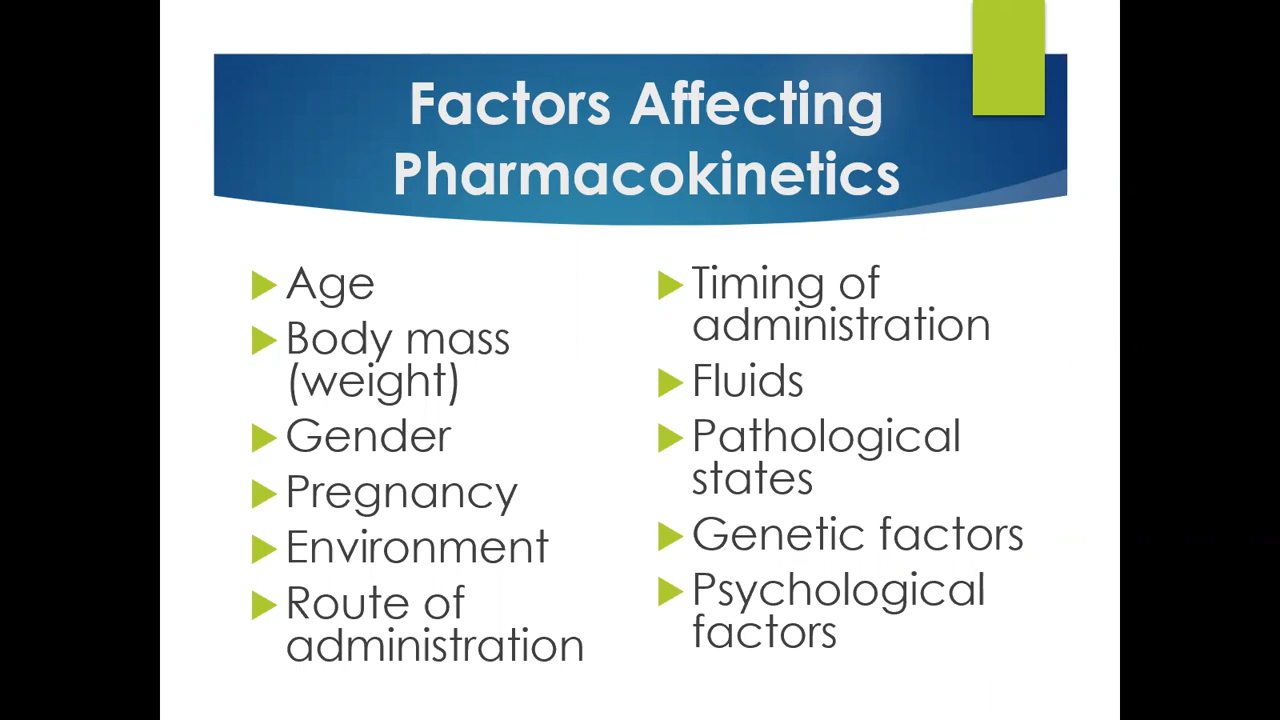 Factors Affecting
Pharmacokinetics
Age
Body mass
(weight)
Gender
Pregnancy
Environment
Route of
administration
Timing of
administration
Fluids
Pathological
states
Genetic factors
Psychological
factors